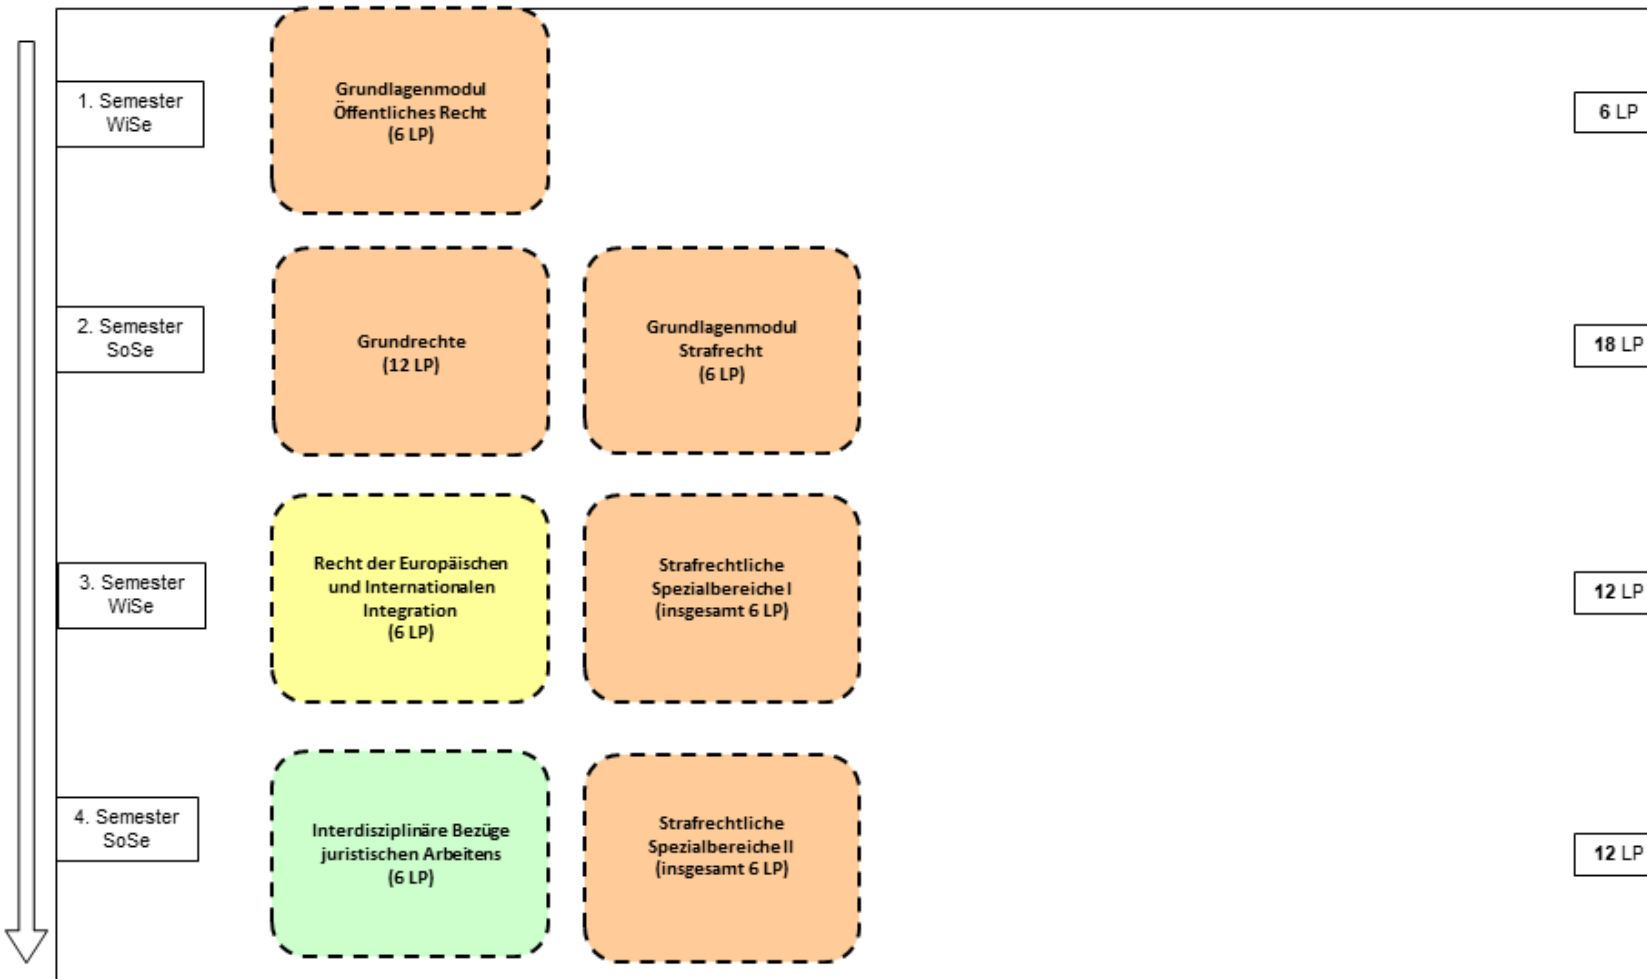 1. Semester
WiSe
Grundlagenmodul
Öffentliches Recht
(6 LP)
6 LP
2. Semester
SoSe
Grundrechte
(12 LP)
Grundlagenmodul
Strafrecht
(6 LP)
18 LP
3. Semester
WiSe
Recht der Europäischen
und Internationalen
Integration
(6 LP)
Strafrechtliche
Spezialbereiche I
(insgesamt 6 LP)
12 LP
4. Semester
SoSe
Interdisziplinäre Bezüge
juristischen Arbeitens
(6 LP)
Strafrechtliche
Spezialbereiche II
(insgesamt 6 LP)
12 LP